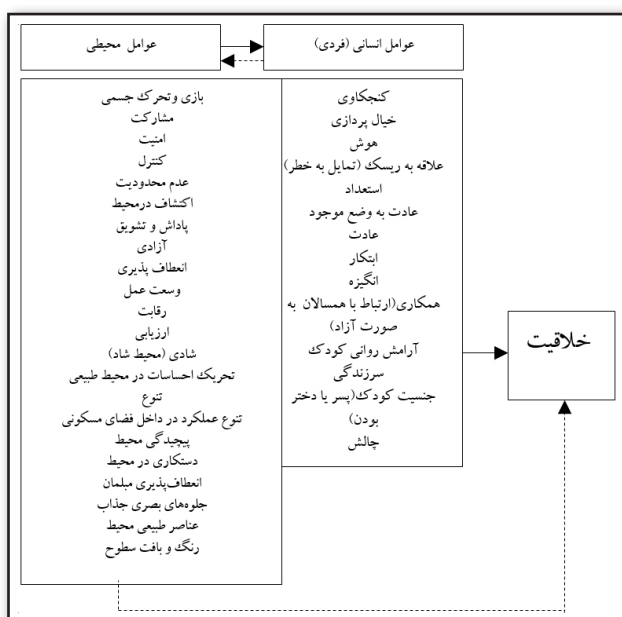 عوامل انسانی (فردی)
عوامل محیطی
کنجکاوی
خیال پردازی
هوش
علاقه به ریسک (تمایل به خطر)
استعداد
عادت به وضع موجود
عادت
ابتکار
انگیزه
همکاری(ارتباط با همسالان به
صورت آزاد)
آرامش روانی کودک
سرزندگی
جنسیت کودک(پسر یا دختر
بودن)
چالش
بازی وتحرک جسمی
مشارکت
امنیت
کنترل
عدم محدودیت
اکتشاف درمحیط
پاداش و تشویق
آزادی
انعطاف پذیری
وسعت عمل
رقابت
ارزیابی
شادی (محیط شاد)
تحریک احساسات در محیط طبیعی
تنوع
تنوع عملکرد در داخل فضای مسکونی
پیچیدگی محیط
دستکاری در محیط
انعطاف‌پذیری مبلمان
جلوه‌های بصری جذاب
عناصر طبیعی محیط
رنگ و بافت سطوح
خلاقیت